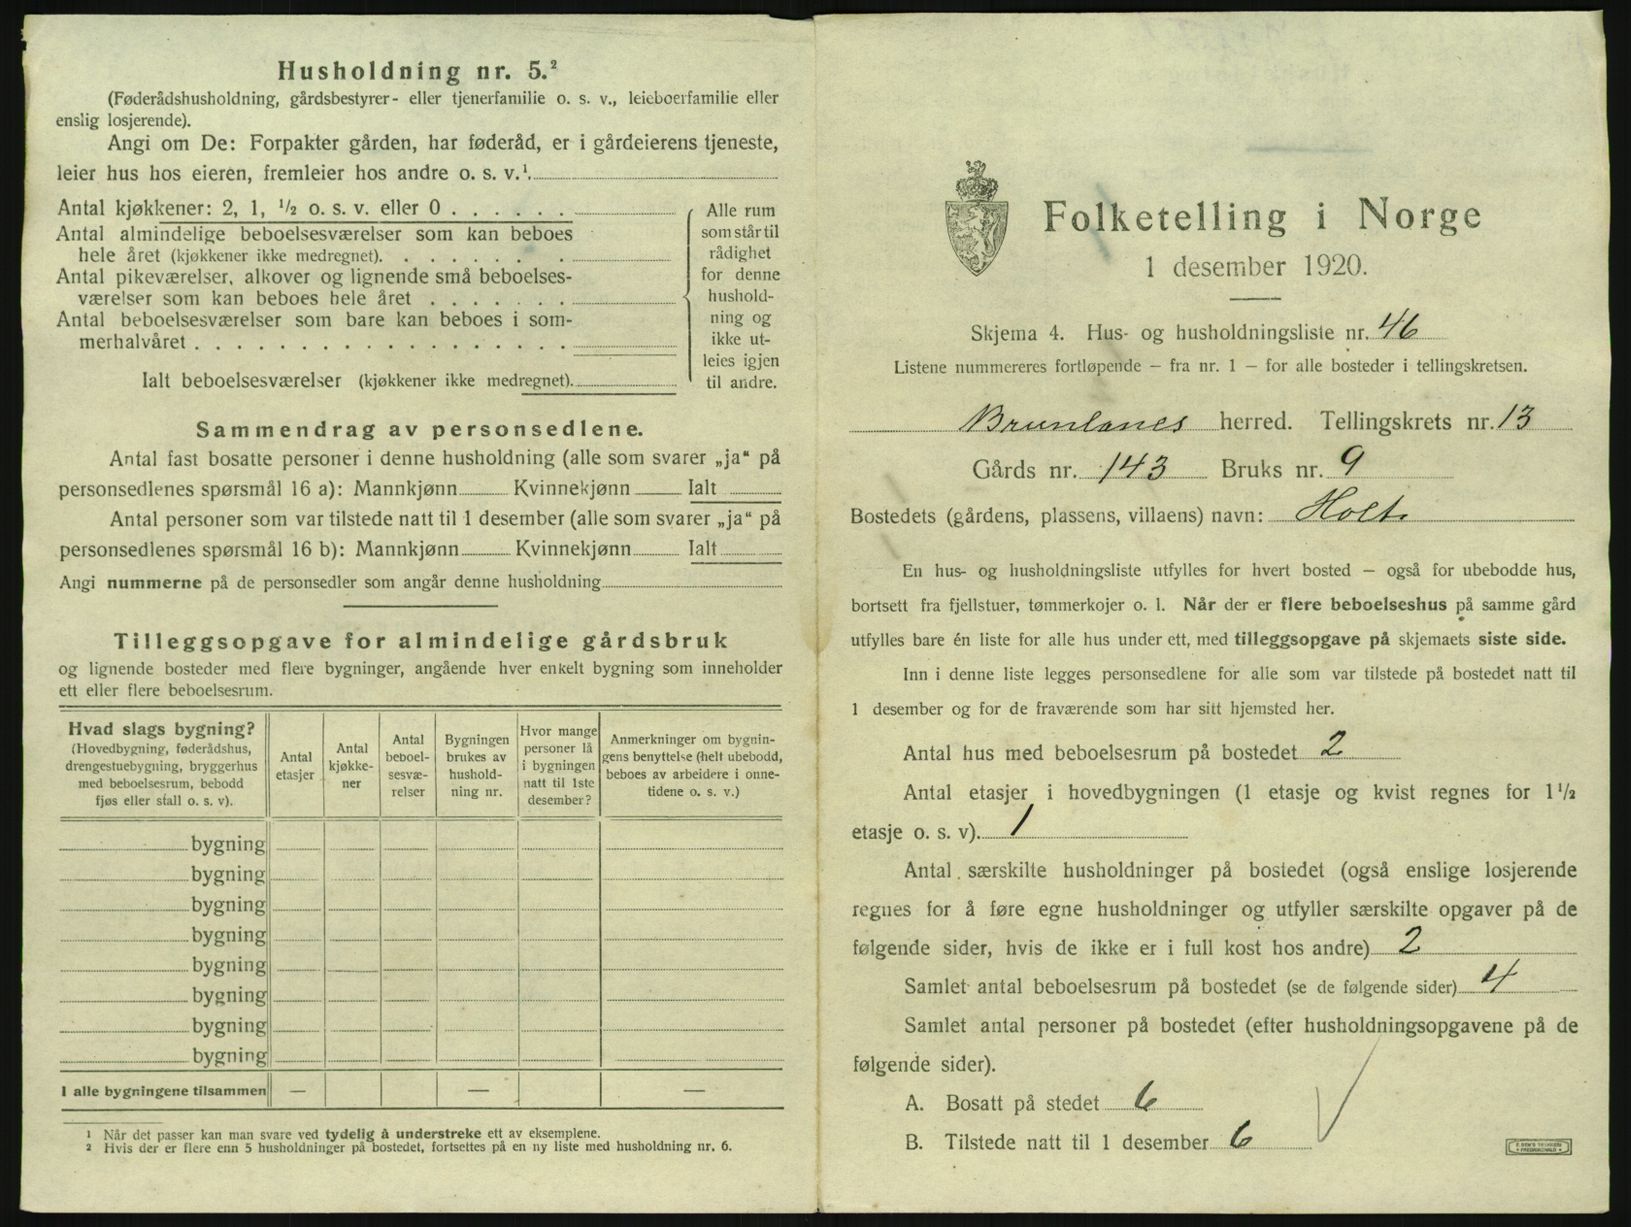 Husholdning nr. 5.²
(Føderådshusholdning, gårdsbestyrer- eller tjenerfamilie o. s. v., leieboerfamilie eller
enslig losjerende).
Angi om De: Forpakter gården, har føderåd, er i gårdeierens tjeneste,
leier hus hos eieren, fremleier hos andre o. s. v.¹.
Antal kjøkkener: 2, 1, ½ o. s. v. eller 0
Antal almindelige beboelsesværelser som kan beboes
hele året (kjøkkener ikke medregnet).
Antal pikeværelser, alkover og lignende små beboelses-
værelser som kan beboes hele året
Antal beboelsesværelser som bare kan beboes i som-
merhalvåret
Ialt beboelsesværelser (kjøkkener ikke medregnet).
Alle rum
som står til
rådighet
for denne
hushold-
ning og
ikke ut-
leies igjen
til andre.
Sammendrag av personsedlene.
Antal fast bosatte personer i denne husholdning (alle som svarer „ja“ på
personsedlenes spørsmål 16 a): Mannkjønn Kvinnekjønn Ialt
Antal personer som var tilstede natt til 1 desember (alle som svarer „ja“ på
personsedlenes spørsmål 16 b): Mannkjønn Kvinnekjønn Ialt
Angi nummerne på de personsedler som angår denne husholdning
Tilleggsopgave for almindelige gårdsbruk
og lignende bosteder med flere bygninger, angående hver enkelt bygning som inneholder
ett eller flere beboelsesrum.
Hvad slags bygning?
(Hovedbygning, føderådshus,
drengestuebygning, bryggerhus
med beboelsesrum, bebodd
fjøs eller stall o. s. v).
Antal
etasjer
Antal
kjøkke-
ner
Antal
beboel-
sesvæ-
relser
Bygningen
brukes av
hushold-
ning nr.
Hvor mange
personer lå
i bygningen
natt til 1ste
desember?
Anmerkninger om bygnin-
gens benyttelse (helt ubebodd,
beboes av arbeidere i onne-
tidene o. s. v.)
bygning
bygning
bygning
bygning
bygning
bygning
bygning
bygning
I alle bygningene tilsammen — — —
¹ Når det passer kan man svare ved tydelig å understreke ett av eksemplene.
² Hvis der er flere enn 5 husholdninger på bostedet, fortsettes på en ny liste med husholdning nr. 6.
Folketelling i Norge
1 desember 1920.
Skjema 4. Hus- og husholdningsliste nr. 46
Listene nummereres fortløpende — fra nr. 1 — for alle bosteder i tellingskretsen.
Brunlanes herred. Tellingskrets nr. 13
Gårds nr. 143 Bruks nr. 9
Bostedets (gårdens, plassens, villaens) navn: Holt
En hus- og husholdningsliste utfylles for hvert bosted — også for ubebodde hus,
bortsett fra fjellstuer, tømmerkojer o. l. Når der er flere beboelseshus på samme gård
utfylles bare én liste for alle hus under ett, med tilleggsopgave på skjemaets siste side.
Inn i denne liste legges personsedlene for alle som var tilstede på bostedet natt til
1 desember og for de fraværende som har sitt hjemsted her.
Antal hus med beboelsesrum på bostedet 2
Antal etasjer i hovedbygningen (1 etasje og kvist regnes for 1½
etasje o. s. v). 1
Antal særskilte husholdninger på bostedet (også enslige losjerende
regnes for å føre egne husholdninger og utfyller særskilte opgaver på de
følgende sider, hvis de ikke er i full kost hos andre) 2
Samlet antal beboelsesrum på bostedet (se de følgende sider) 4
Samlet antal personer på bostedet (efter husholdningsopgavene på de
følgende sider).
A. Bosatt på stedet 6
B. Tilstede natt til 1 desember 6